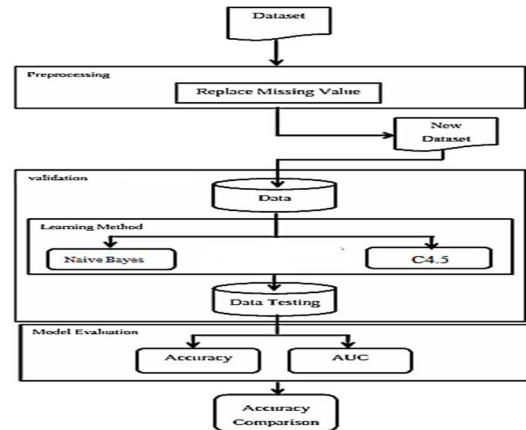 Dataset
Preprocessing
Replace Missing Value
New
Dataset
validation
Data
Learning Method
Naive Bayes
C4.5
Data Testing
Model Evaluation
Accuracy
AUC
Accuracy
Comparison